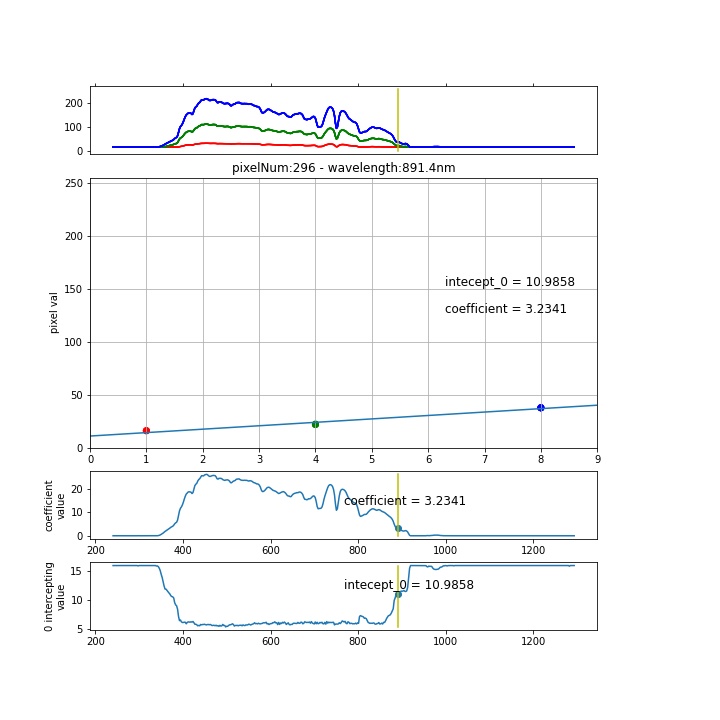 200
100
0
pixelNum:296 - wavelength:891.4nm
250
200
150
100
50
0
pixel val
intecept_0 = 10.9858
coefficient = 3.2341
0 1 2 3 4 5 6 7 8 9
coefficient
value
20
10
0
coefficient = 3.2341
200 400 600 800 1000 1200
0 intercepting
value
15
10
5
intecept_0 = 10.9858
200 400 600 800 1000 1200